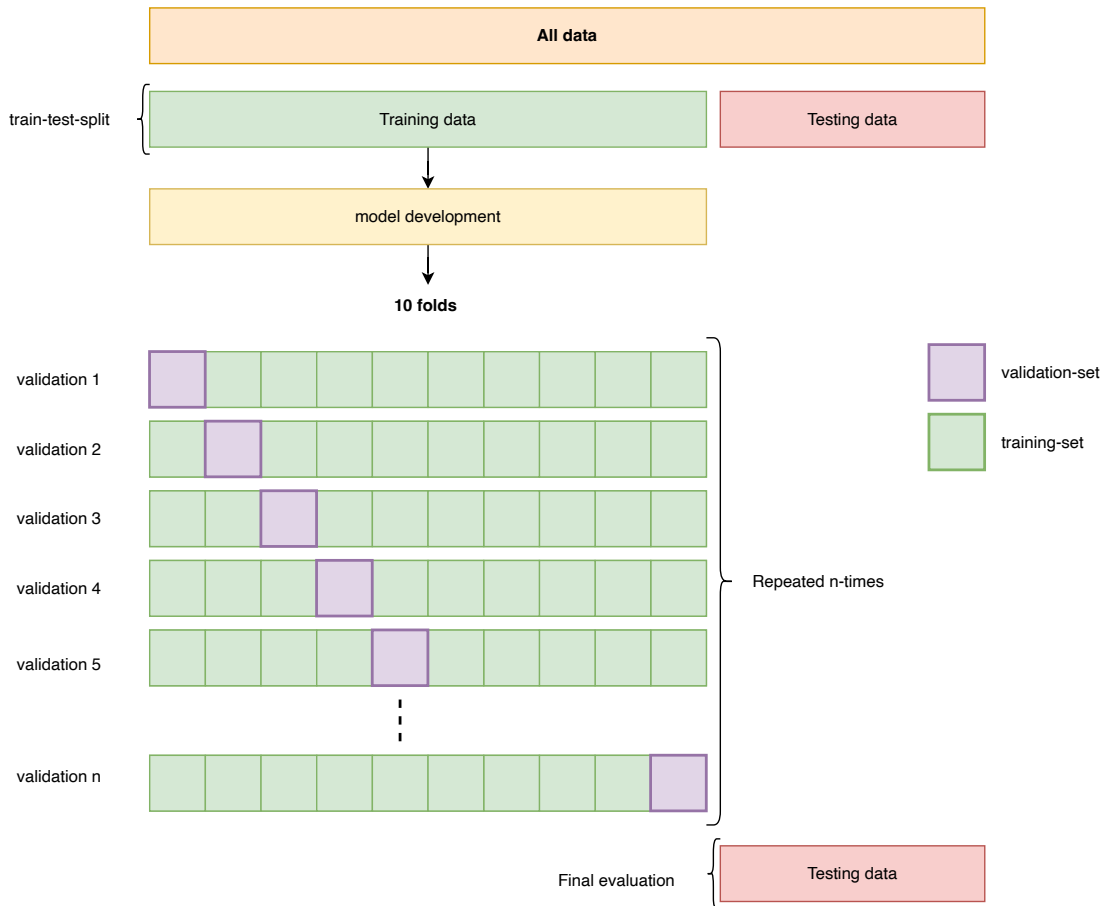 All data
train-test-split
Training data
Testing data
model development
10 folds
validation 1
validation-set
validation 2
training-set
validation 3
validation 4
Repeated n-times
validation 5
validation n
Final evaluation
Testing data